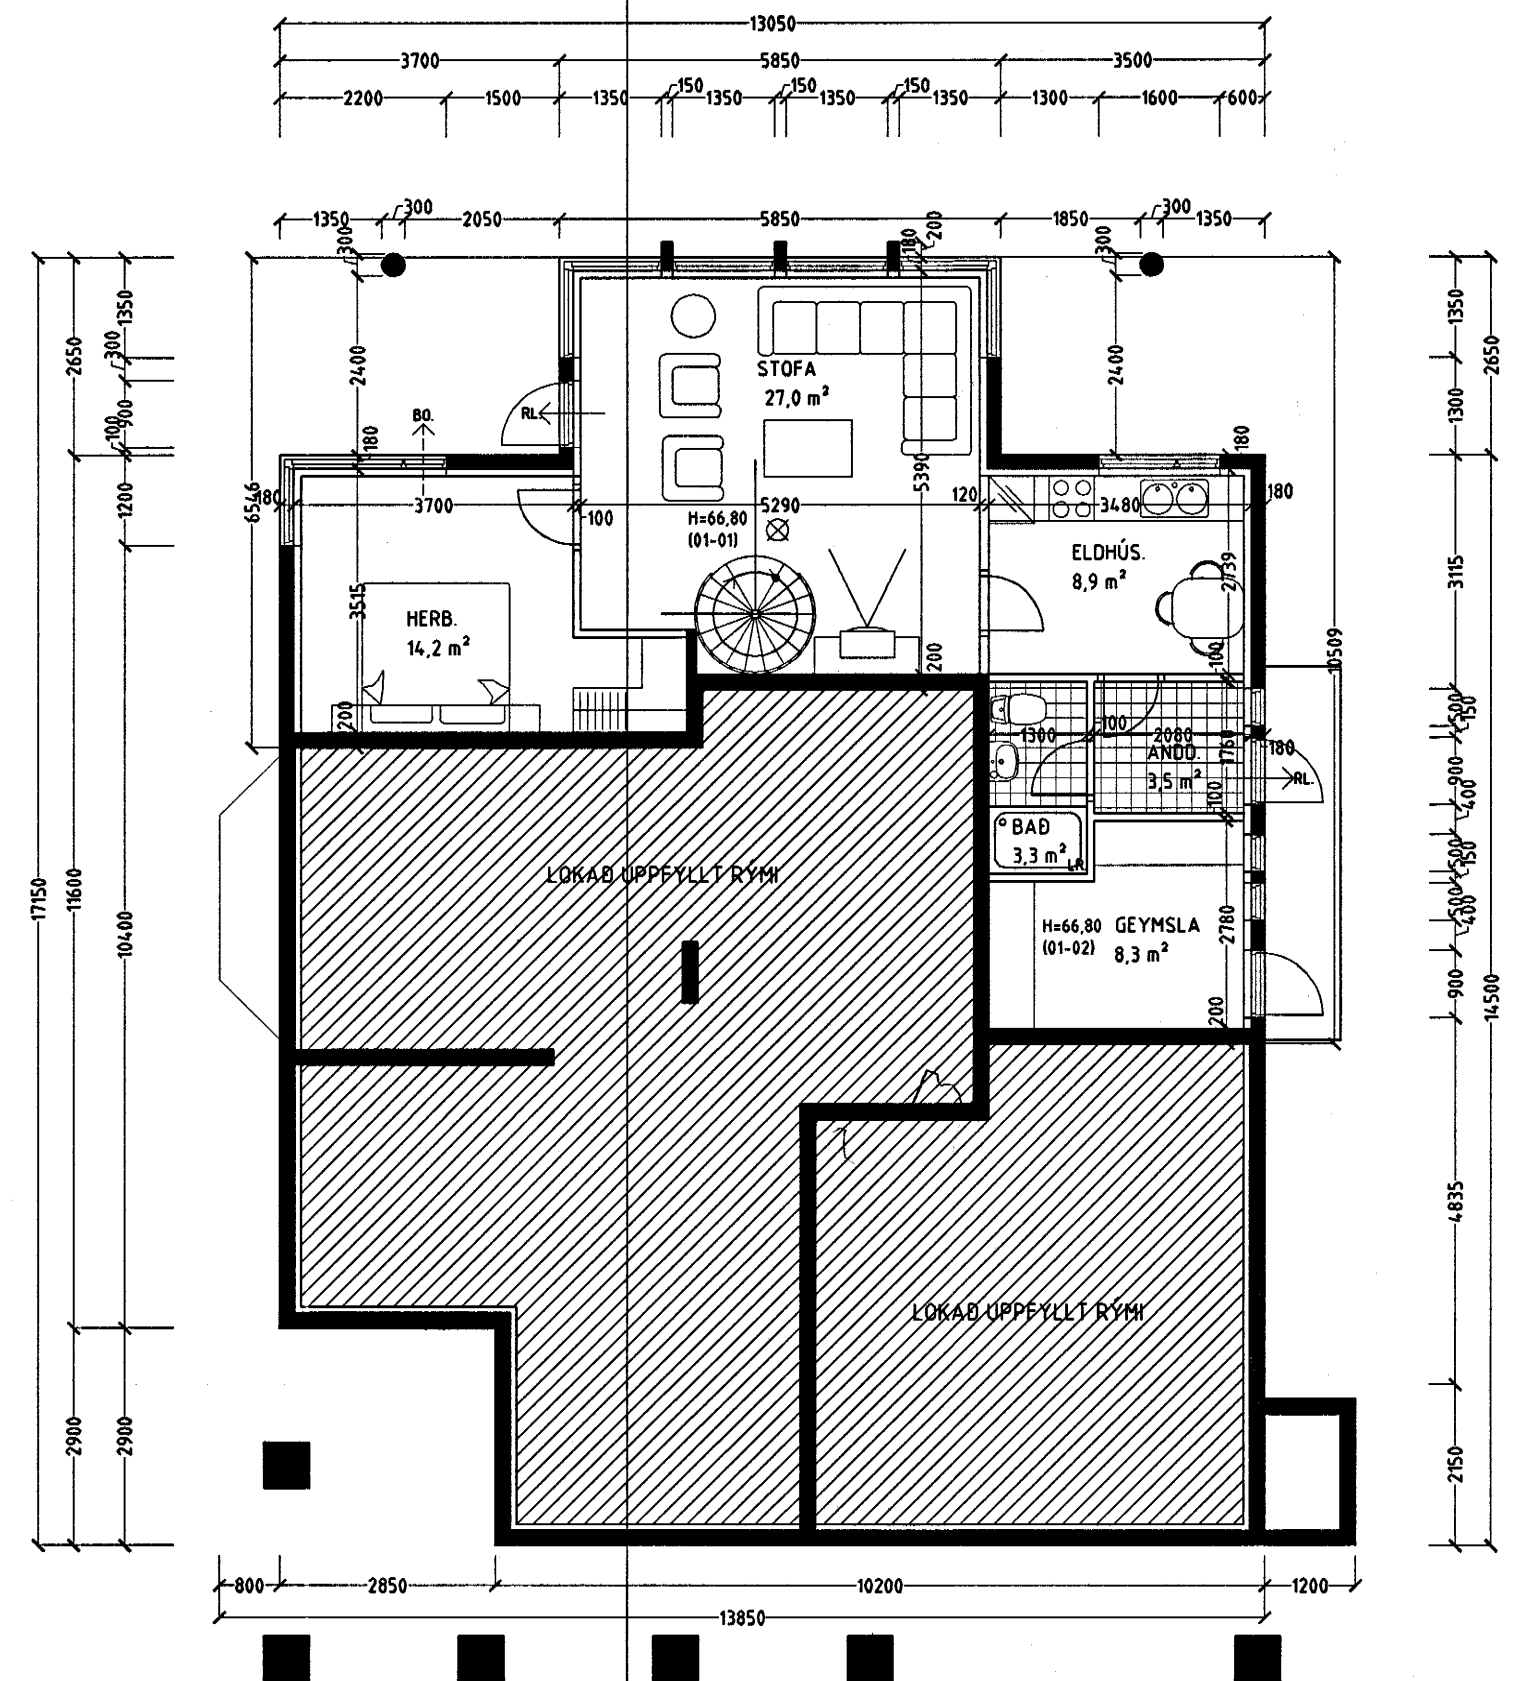 13050
3700 5850 3500
2200 1500 1350 150 1350 150 1350 150 1350 1300 1600 600
1350 300 2050 5850 1850 300 1350
300 180 200 300
1350 2650 300 900 100 1200
6546 2400 180 180
BO.
RL.
STOFA
27,0 m²
5390
2400 180
1350 2650 1300 3115
3700 100 5290 120 3480 180
H=66,80
(01-01)
ELDHÚS.
8,9 m²
2739
HERB.
14,2 m²
3515
200 200 100
10509
1300 100 2080 180
ANDD.
3,5 m²
1760
100
RL.
500 150 900 400 500 150 500 400 900
BAÐ
3,3 m²
LR.
LOKAÐ UPPFYLLT RÝMI
H=66,80 GEYMSLA
(01-02) 8,3 m²
2780
200
17150 11600 10400
14500 4835
LOKAÐ UPPFYLLT RÝMI
2900 2900 2150
800 2850 10200 1200
13850